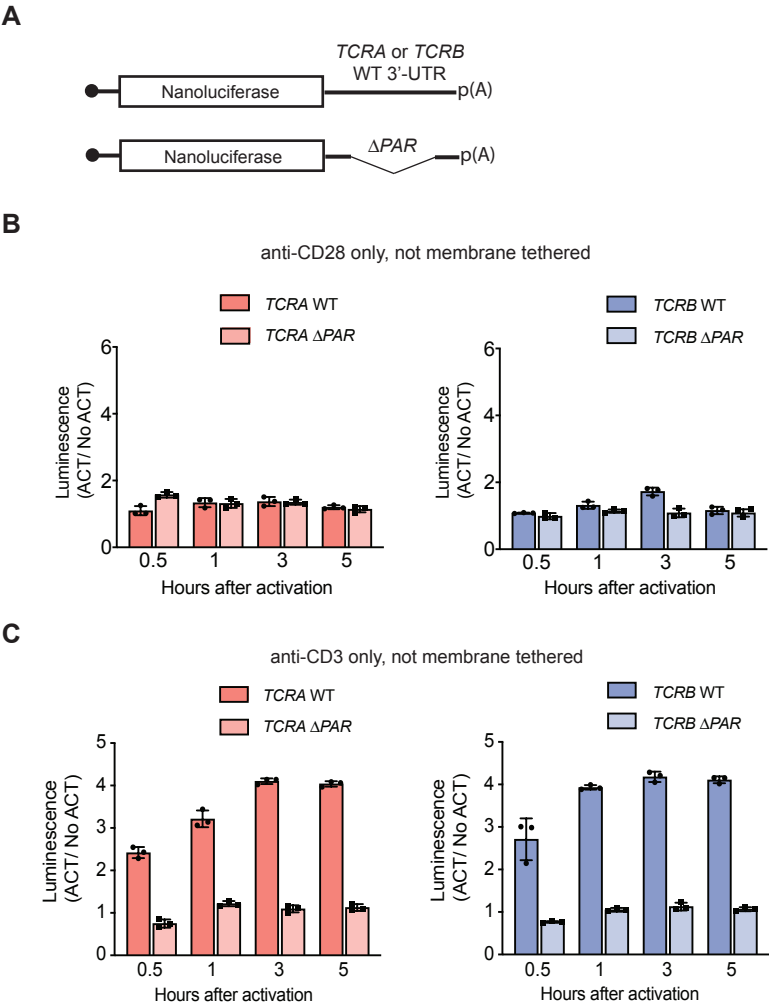 A
TCRA or TCRB
WT 3'-UTR
Nanoluciferase
p(A)
ΔPAR
Nanoluciferase
p(A)
B
anti-CD28 only, not membrane tethered
TCRA WT
TCRA ΔPAR
6
4
2
0
Luminescence
(ACT/ No ACT)
0.5 1 3 5
Hours after activation
TCRB WT
TCRB ΔPAR
6
4
2
0
Luminescence
(ACT/ No ACT)
0.5 1 3 5
Hours after activation
C
anti-CD3 only, not membrane tethered
TCRA WT
TCRA ΔPAR
5
4
3
2
1
0
Luminescence
(ACT/ No ACT)
0.5 1 3 5
Hours after activation
TCRB WT
TCRB ΔPAR
5
4
3
2
1
0
Luminescence
(ACT/ No ACT)
0.5 1 3 5
Hours after activation